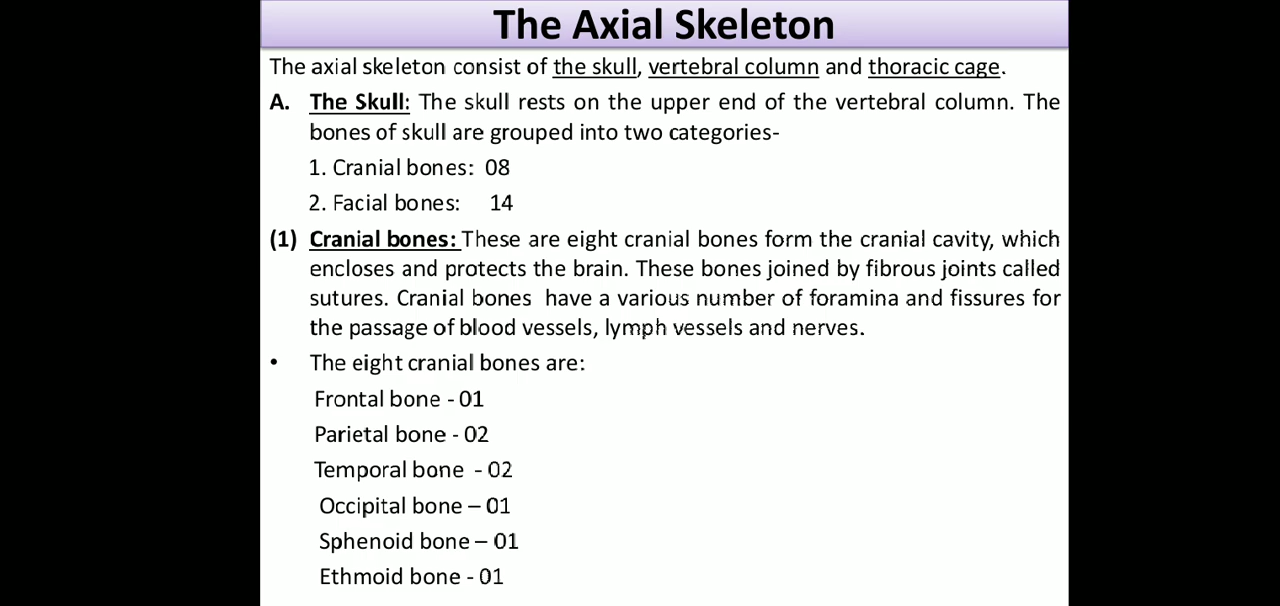 The Axial Skeleton
The axial skeleton consist of the skull, vertebral column and thoracic cage.
A. The Skull: The skull rests on the upper end of the vertebral column. The
bones of skull are grouped into two categories-
1. Cranial bones: 08
2. Facial bones: 14
(1) Cranial bones: These are eight cranial bones form the cranial cavity, which
encloses and protects the brain. These bones joined by fibrous joints called
sutures. Cranial bones have a various number of foramina and fissures for
the passage of blood vessels, lymph vessels and nerves.
• The eight cranial bones are:
Frontal bone - 01
Parietal bone - 02
Temporal bone - 02
Occipital bone – 01
Sphenoid bone – 01
Ethmoid bone - 01